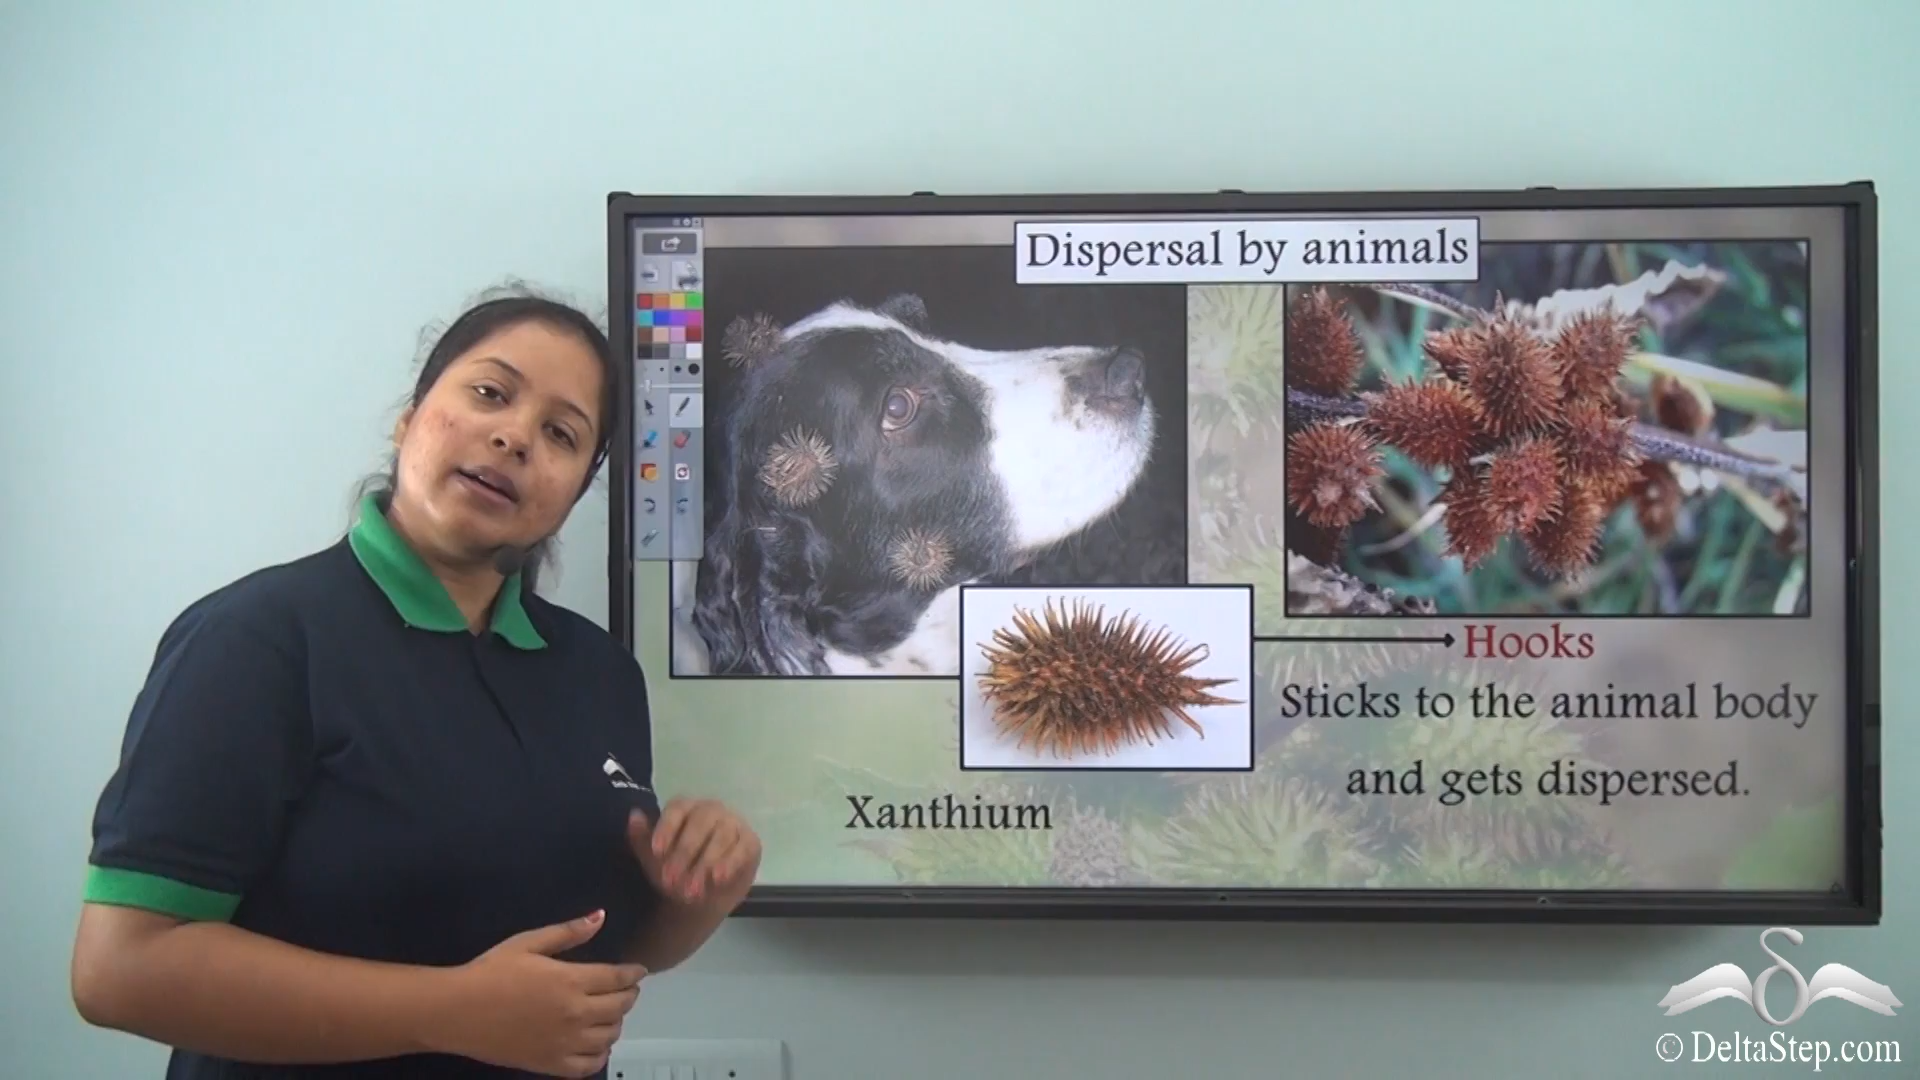 Dispersal by animals
Hooks
Sticks to the animal body
and gets dispersed.
Xanthium
© DeltaStep.com